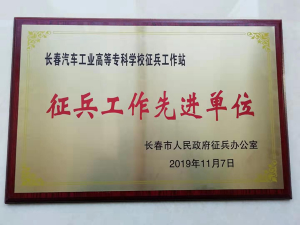 长春汽车工业高等专科学校征兵工作站
征兵工作先进单位
长春市人民政府征兵办公室
2019年11月7日